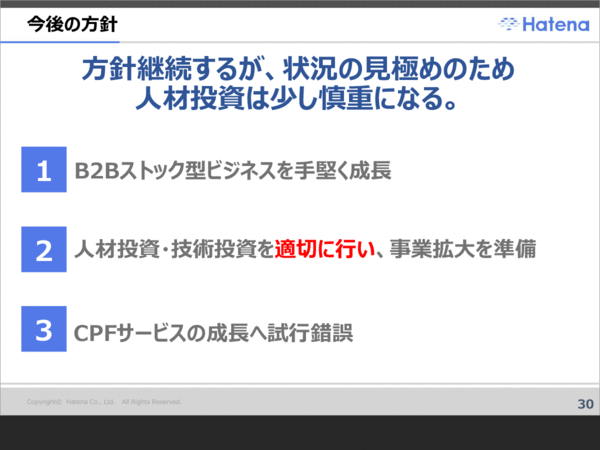 今後の方針
Hatena
方針継続するが、状況の見極めのため
人材投資は少し慎重になる。
1
B2Bストック型ビジネスを手堅く成長
2
人材投資・技術投資を適切に行い、事業拡大を準備
3
CPFサービスの成長へ試行錯誤
Copyright© Hatena Co., Ltd. All Rights Reserved.
30